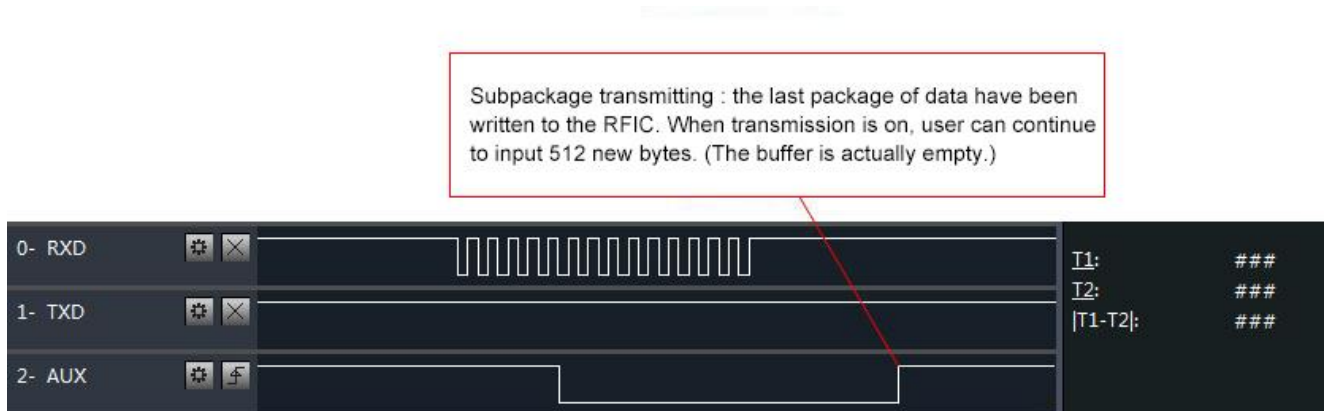 Subpackage transmitting : the last package of data have been
written to the RFIC. When transmission is on, user can continue
to input 512 new bytes. (The buffer is actually empty.)
0- RXD
T1: ###
1- TXD
T2: ###
|T1-T2|: ###
2- AUX